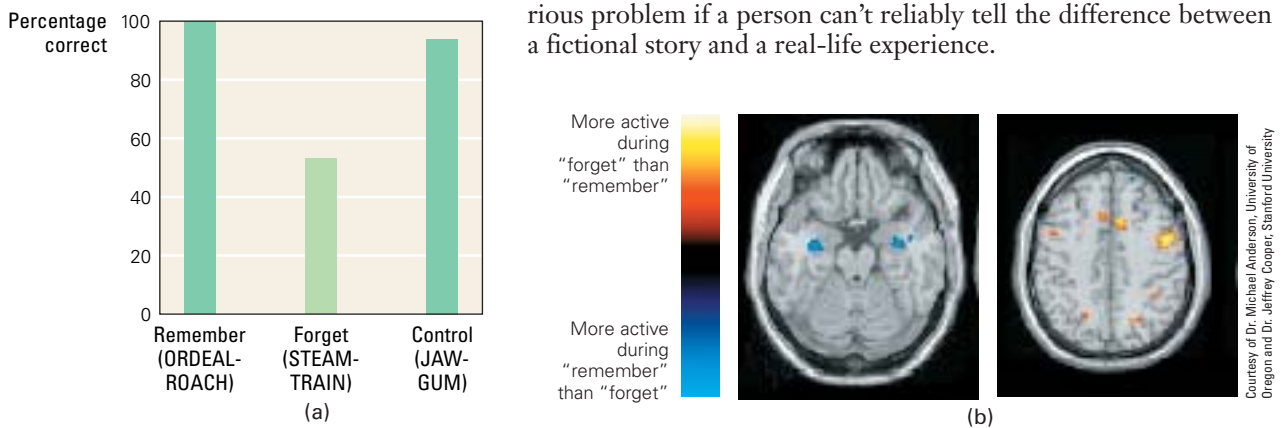 rious problem if a person can't reliably tell the difference between
a fictional story and a real-life experience.
Percentage
correct
100
80
60
40
20
0
Remember
(ORDEAL-
ROACH)
Forget
(STEAM-
TRAIN)
Control
(JAW-
GUM)
(a)
More active
during
"forget" than
"remember"
More active
during
"remember"
than "forget"
(b)
Courtesy of Dr. Michael Anderson, University of
Oregon and Dr. Jeffrey Cooper, Stanford University